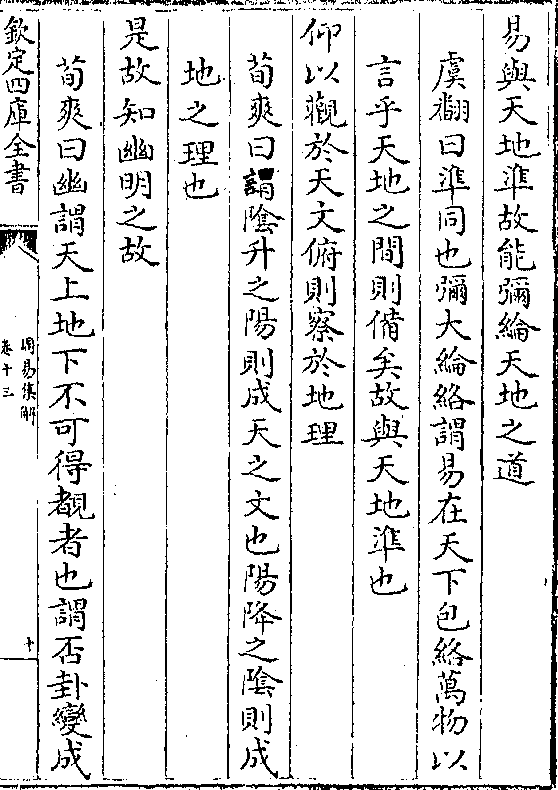 易與天地準故能彌綸天地之道
虞翻曰準同也彌大綸絡謂易在天下包絡萬物以
言乎天地之間則備矣故與天地準也
仰以觀於天文俯則察於地理
荀爽曰謂陰升之陽則成天之文也陽降之陰則成
地之理也
是故知幽明之故
荀爽曰幽謂天上地下不可得覩者也謂否卦變成
欽定四庫全書
周易集解
卷十三
十